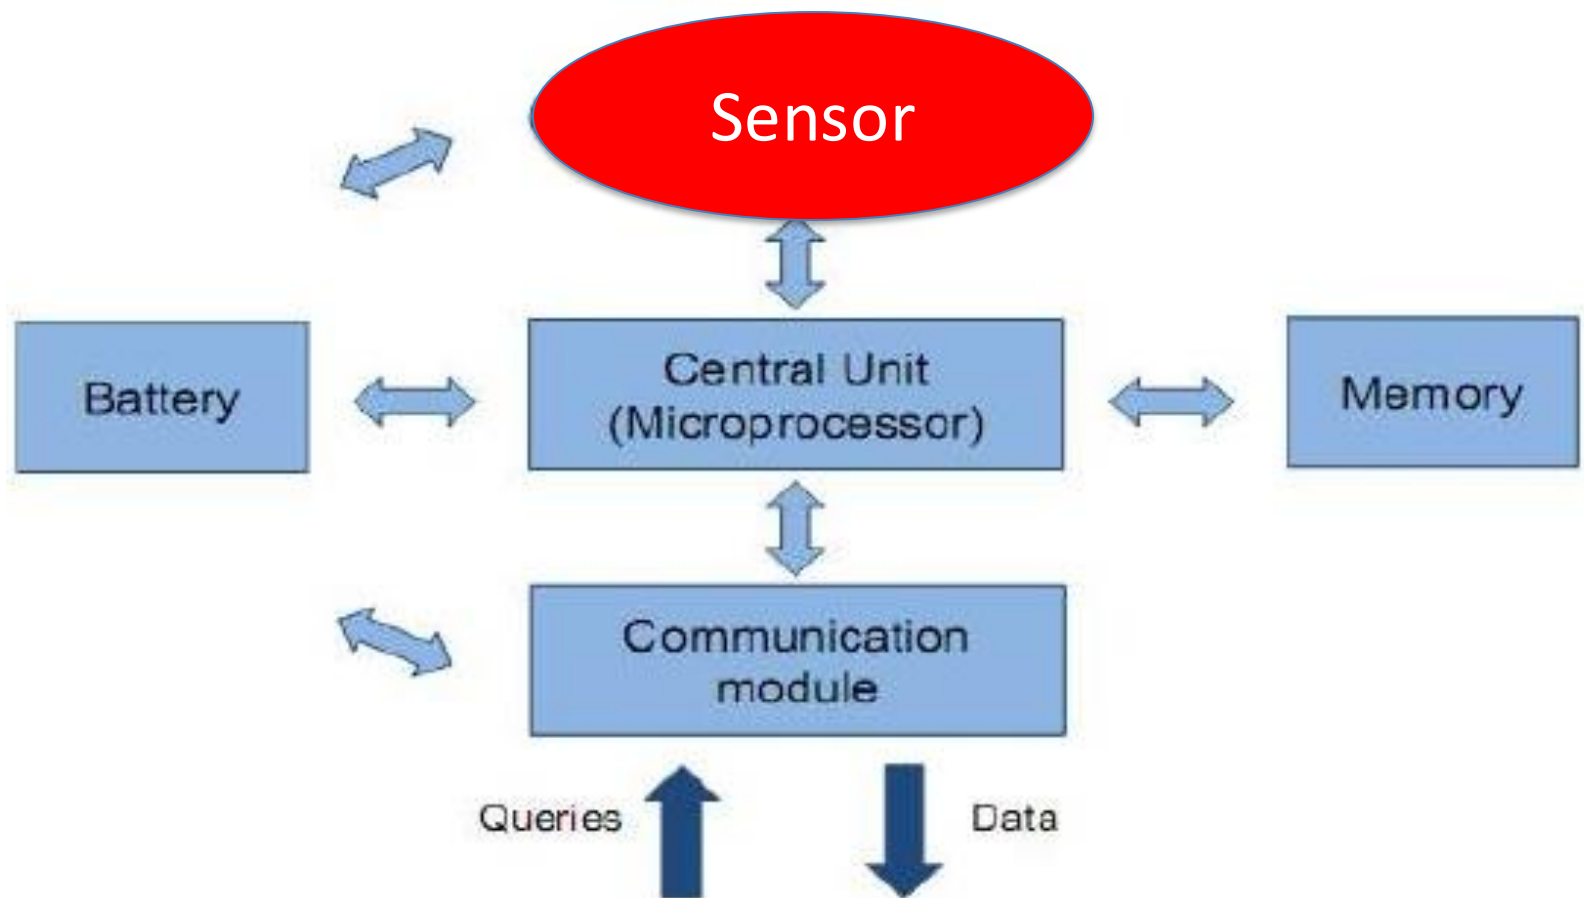 Sensor
Battery
Central Unit
(Microprocessor)
Memory
Communication
module
Queries
Data